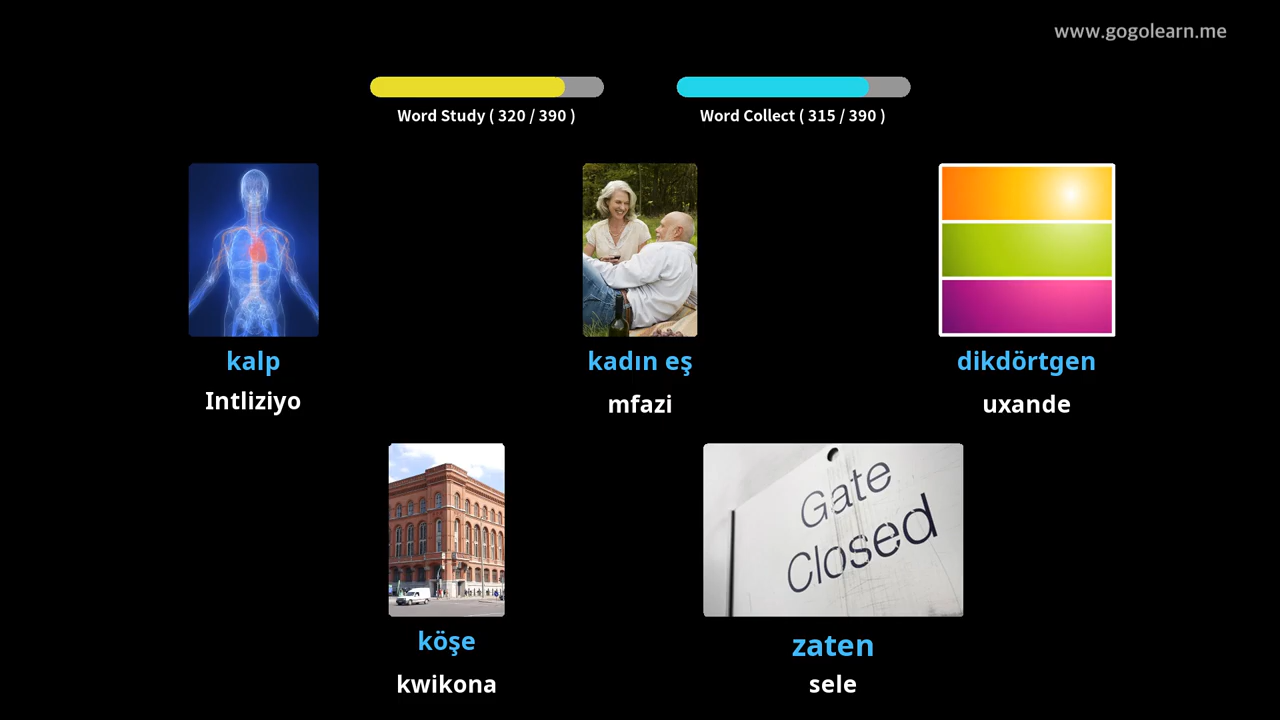 www.gogolearn.me
Word Study ( 320 / 390 )
Word Collect ( 315 / 390 )
kalp
Intliziyo
kadın eş
mfazi
dikdörtgen
uxande
köşe
kwikona
Gate
Closed
zaten
sele